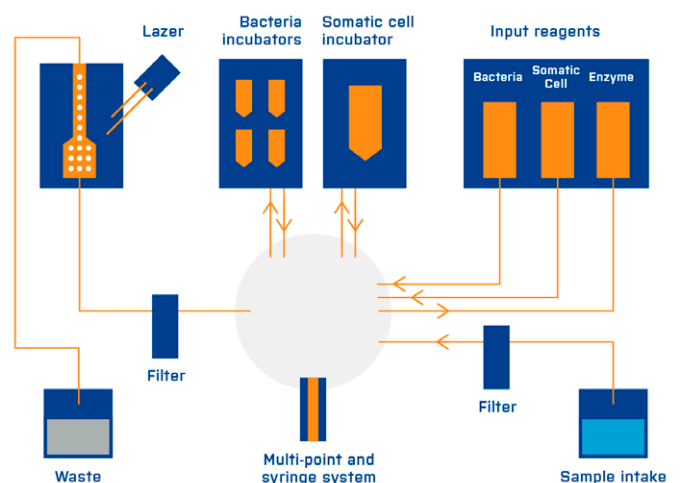 Lazer
Bacteria
incubators
Somatic cell
incubator
Input reagents
Bacteria
Somatic
Cell
Enzyme
Filter
Filter
Waste
Multi-point and
syringe system
Sample intake